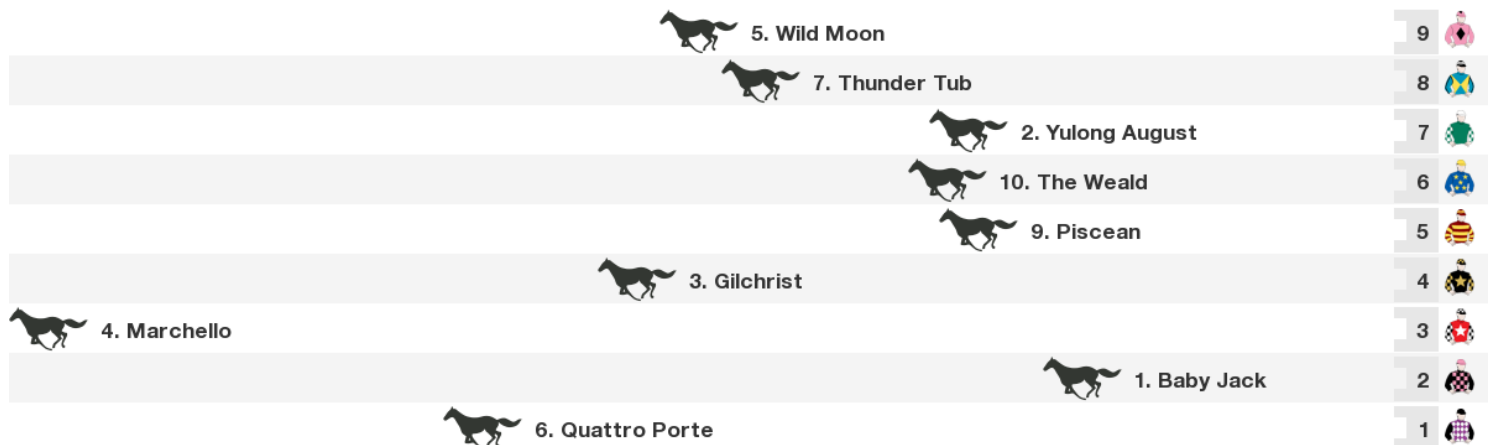 5. Wild Moon 9
7. Thunder Tub 8
2. Yulong August 7
10. The Weald 6
9. Piscean 5
3. Gilchrist 4
4. Marchello 3
1. Baby Jack 2
6. Quattro Porte 1